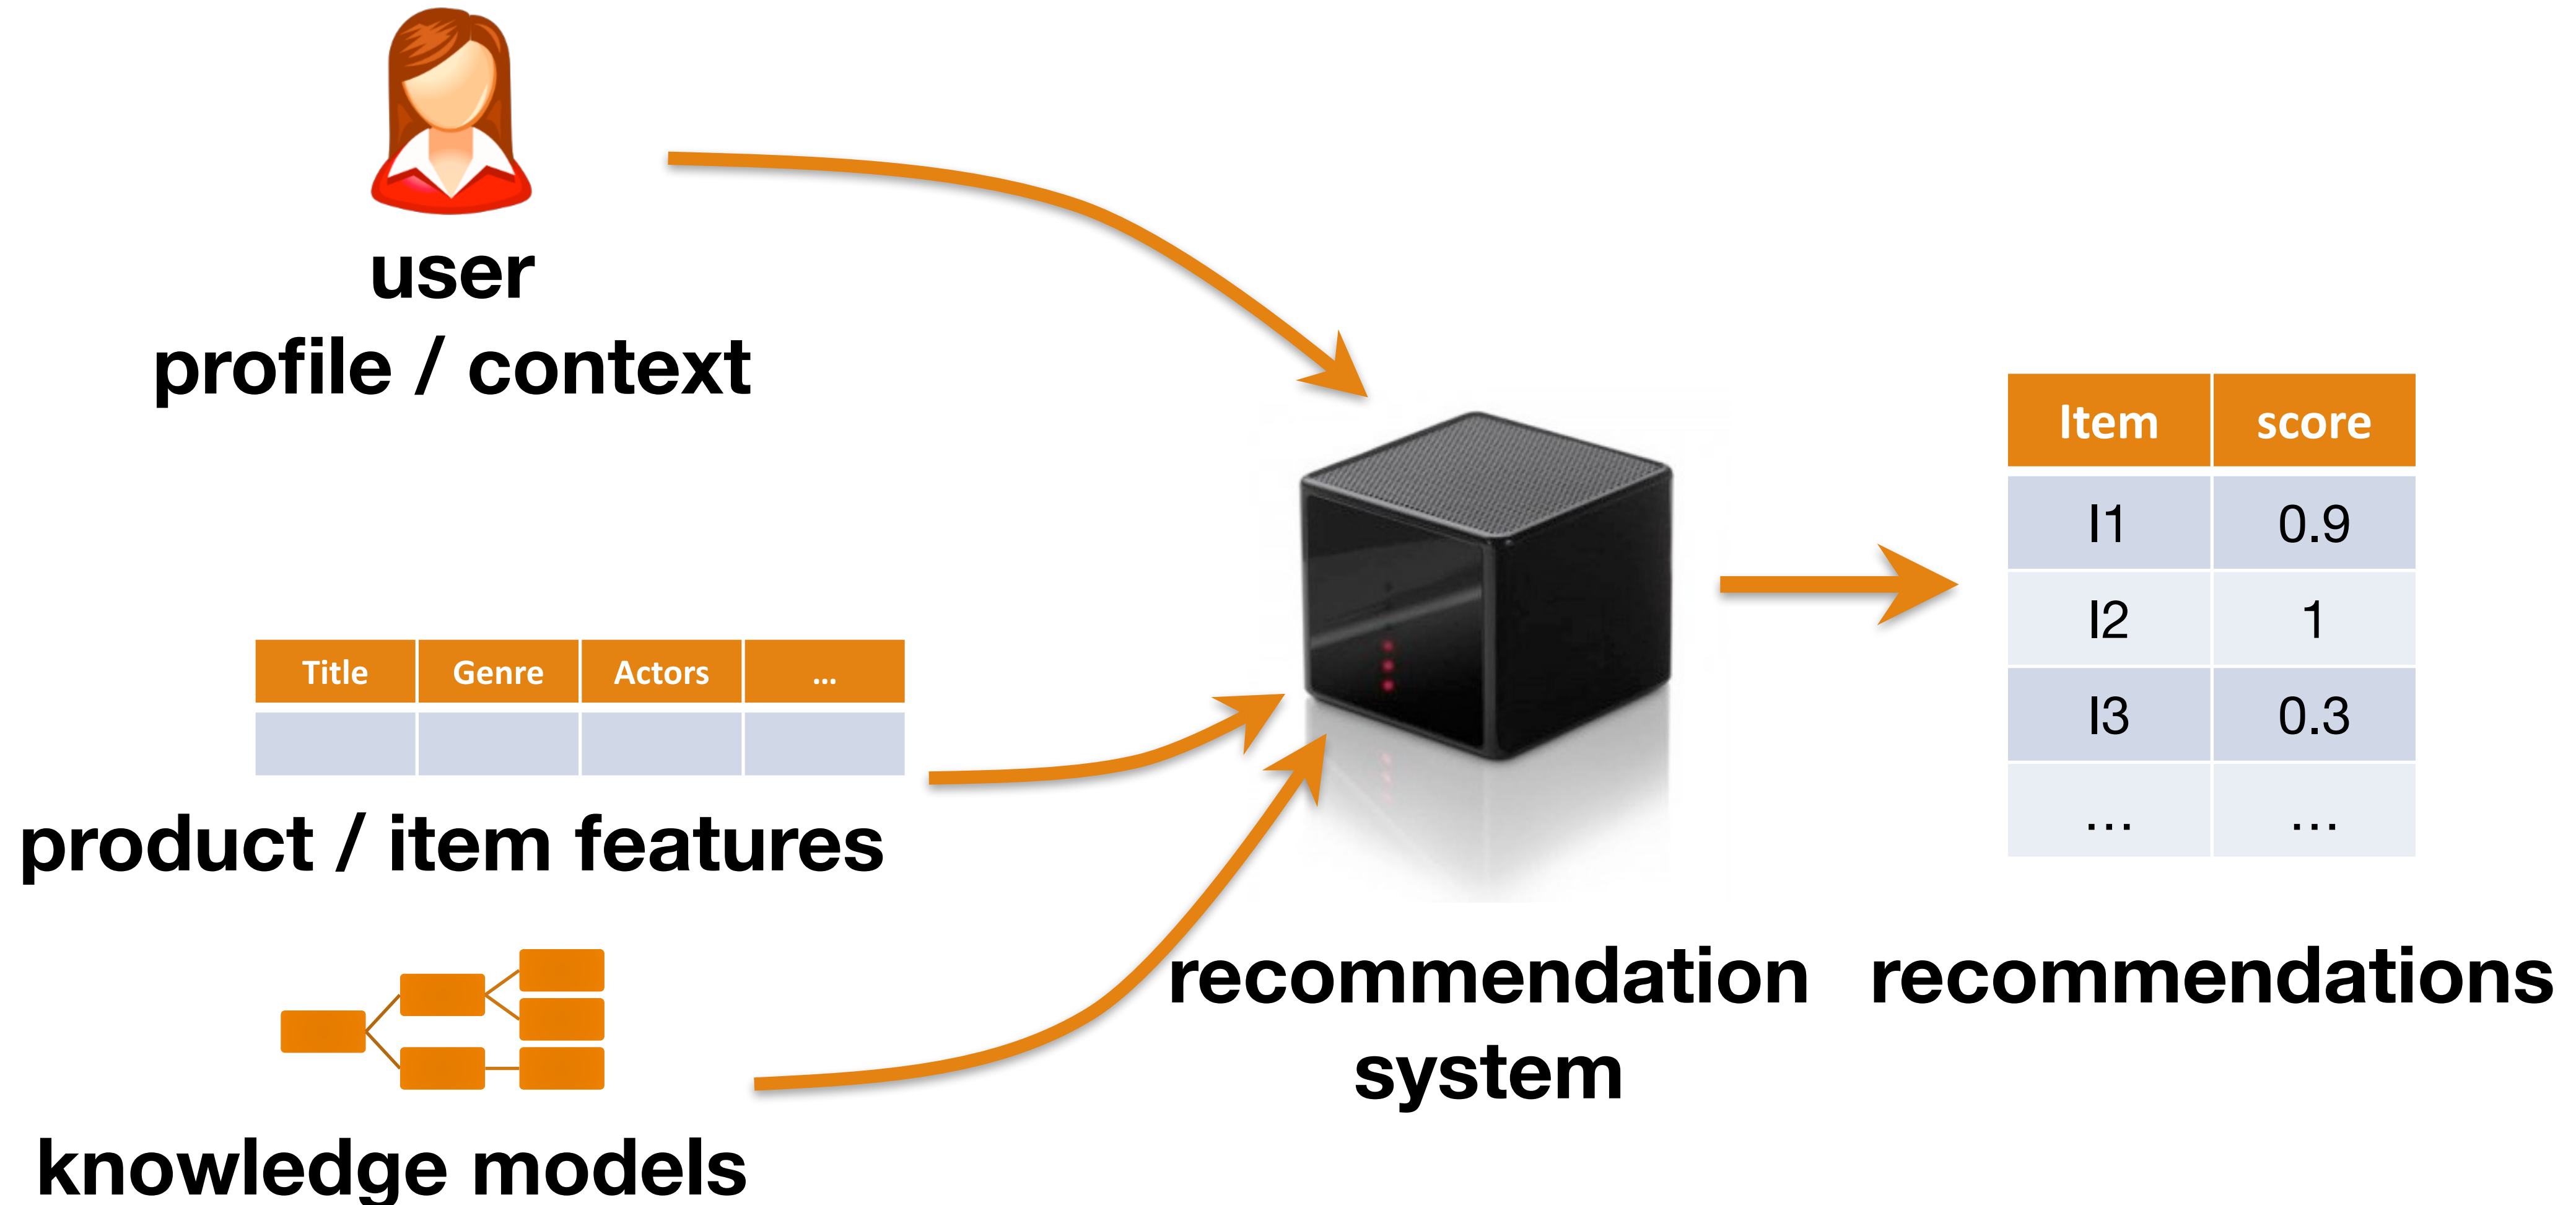 user
profile / context
Title Genre Actors ...
product / item features
knowledge models
recommendation
system
Item score
I1 0.9
I2 1
I3 0.3
... ...
recommendations